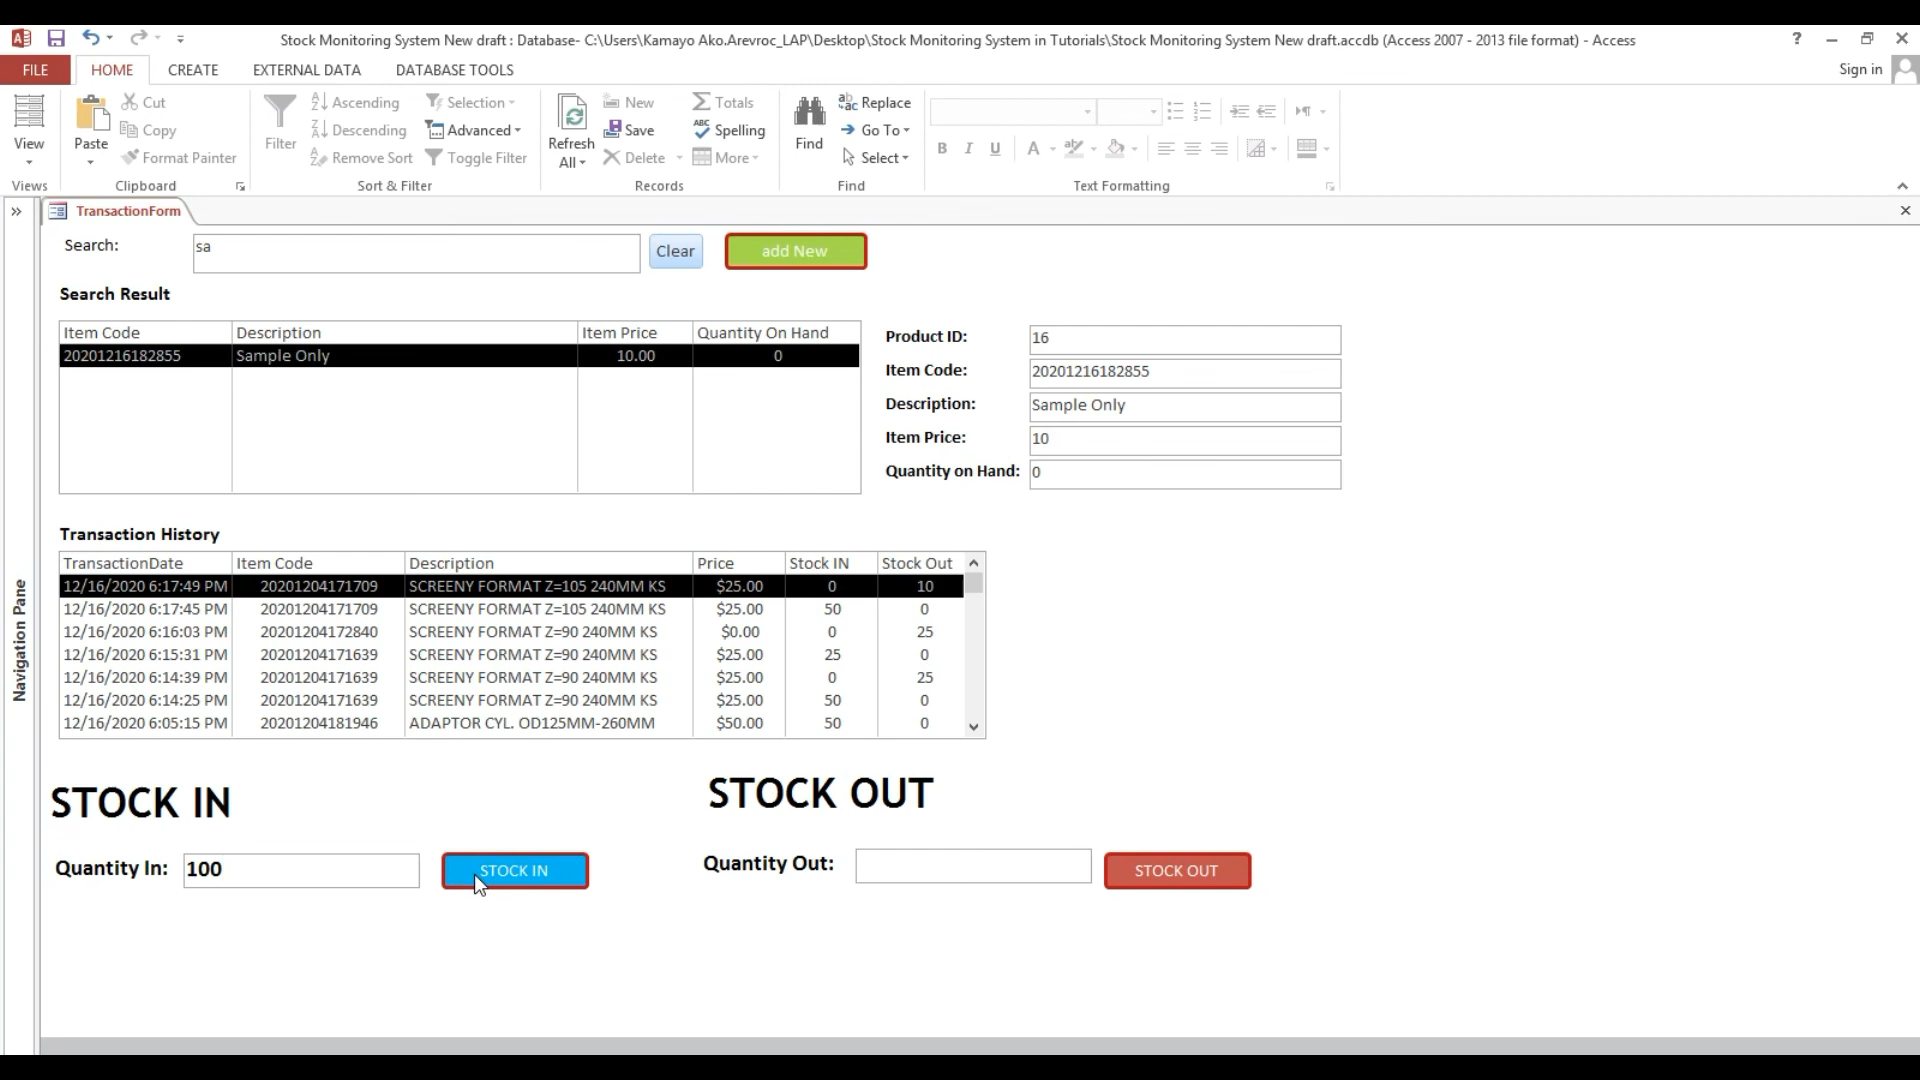 Stock Monitoring System New draft : Database- C:\Users\Kamayo Ako.Arevroc_LAP\Desktop\Stock Monitoring System in Tutorials\Stock Monitoring System New draft.accdb (Access 2007 - 2013 file format) - Access
FILE HOME CREATE EXTERNAL DATA DATABASE TOOLS Sign in
Cut Ascending Selection New Totals Replace
Copy Descending Advanced Save Spelling Go To
View Paste Format Painter Filter Remove Sort Toggle Filter Refresh All Delete More Find Select
Views Clipboard Sort & Filter Records Find Text Formatting
TransactionForm
Search: sa Clear add New
Search Result
Item Code Description Item Price Quantity On Hand
20201216182855 Sample Only 10.00 0
Product ID: 16
Item Code: 20201216182855
Description: Sample Only
Item Price: 10
Quantity on Hand: 0
Transaction History
TransactionDate Item Code Description Price Stock IN Stock Out
12/16/2020 6:17:49 PM 20201204171709 SCREENY FORMAT Z=105 240MM KS $25.00 0 10
12/16/2020 6:17:45 PM 20201204171709 SCREENY FORMAT Z=105 240MM KS $25.00 50 0
12/16/2020 6:16:03 PM 20201204172840 SCREENY FORMAT Z=90 240MM KS $0.00 0 25
12/16/2020 6:15:31 PM 20201204171639 SCREENY FORMAT Z=90 240MM KS $25.00 25 0
12/16/2020 6:14:39 PM 20201204171639 SCREENY FORMAT Z=90 240MM KS $25.00 0 25
12/16/2020 6:14:25 PM 20201204171639 SCREENY FORMAT Z=90 240MM KS $25.00 50 0
12/16/2020 6:05:15 PM 20201204181946 ADAPTOR CYL. OD125MM-260MM $50.00 50 0
Navigation Pane
STOCK IN
Quantity In: 100 STOCK IN
STOCK OUT
Quantity Out: STOCK OUT